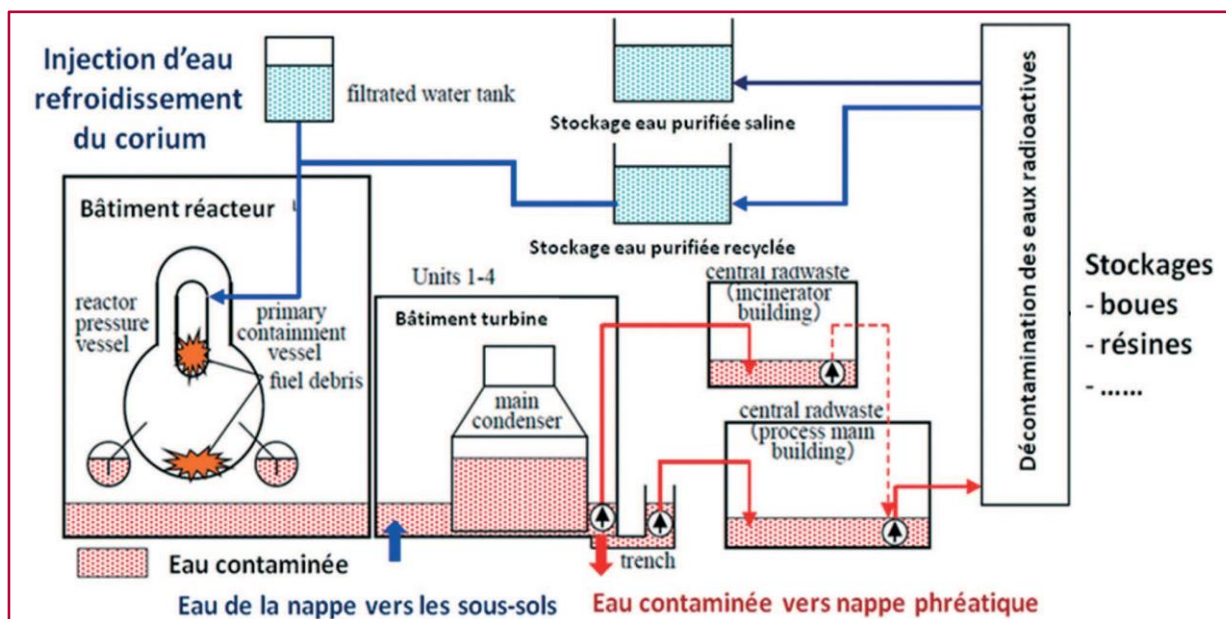 Injection d'eau
refroidissement
du corium
filtrated water tank
Stockage eau purifiée saline
Stockage eau purifiée recyclée
Décontamination des eaux radioactives
Stockages
- boues
- résines
- ......
Bâtiment réacteur
reactor
pressure
vessel
primary
containment
vessel
fuel debris
Units 1-4
Bâtiment turbine
main
condenser
central radwaste
(incinerator
building)
central radwaste
(process main
building)
trench
Eau contaminée
Eau de la nappe vers les sous-sols
Eau contaminée vers nappe phréatique